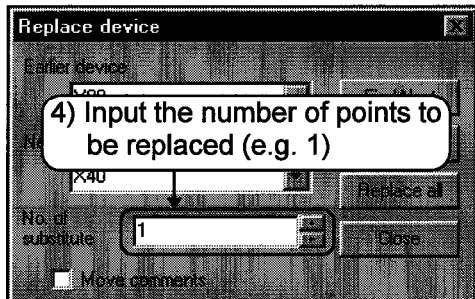 Replace device
Earlier device
4) Input the number of points to
be replaced (e.g. 1)
X40
Replace all
No. of
substitute
1
Close
Move comments